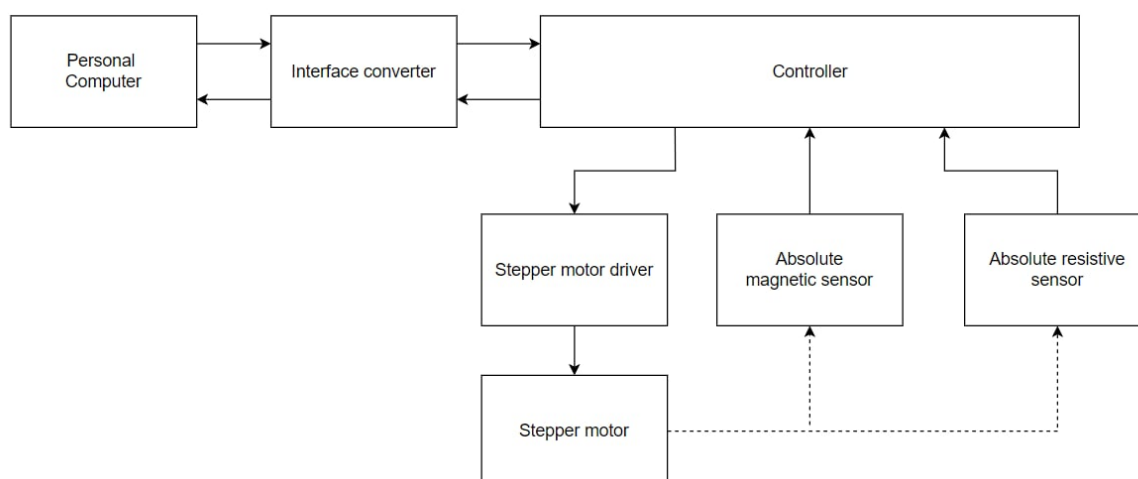 Personal
Computer
Interface converter
Controller
Stepper motor driver
Absolute
magnetic sensor
Absolute resistive
sensor
Stepper motor